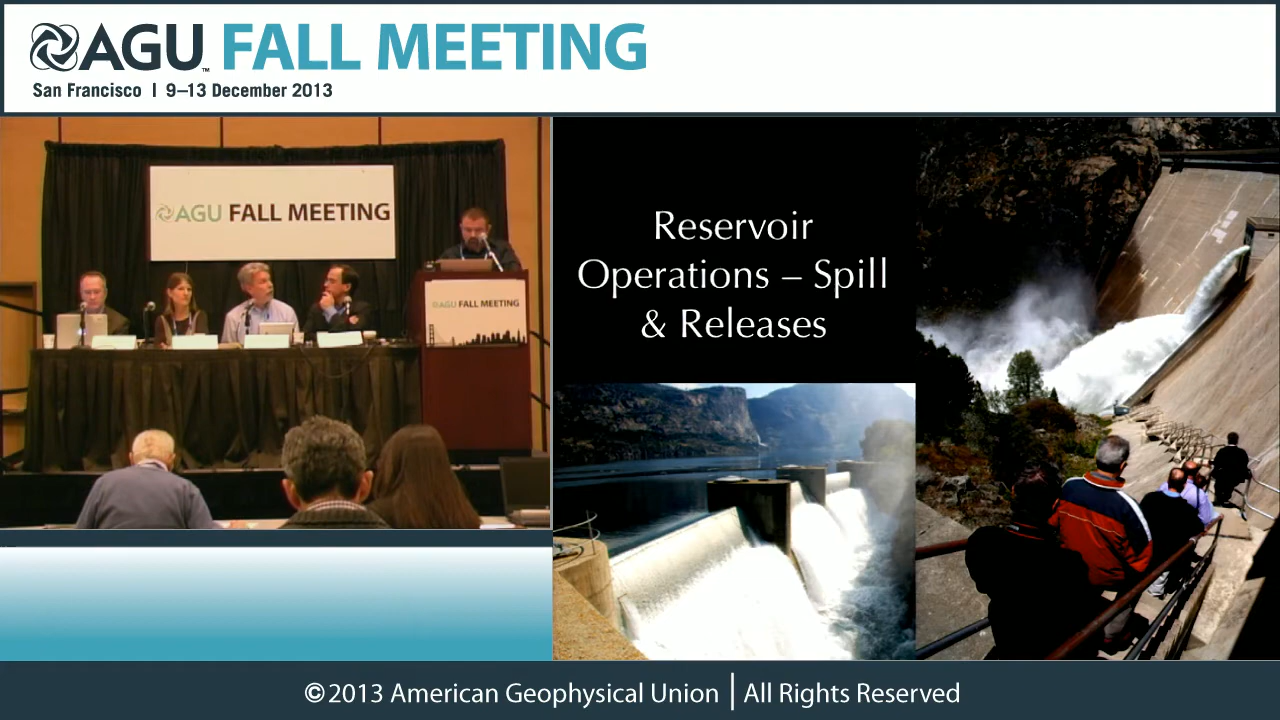 AGU™ FALL MEETING
San Francisco | 9–13 December 2013
AGU FALL MEETING
AGU FALL MEETING
Reservoir
Operations – Spill
& Releases
©2013 American Geophysical Union | All Rights Reserved